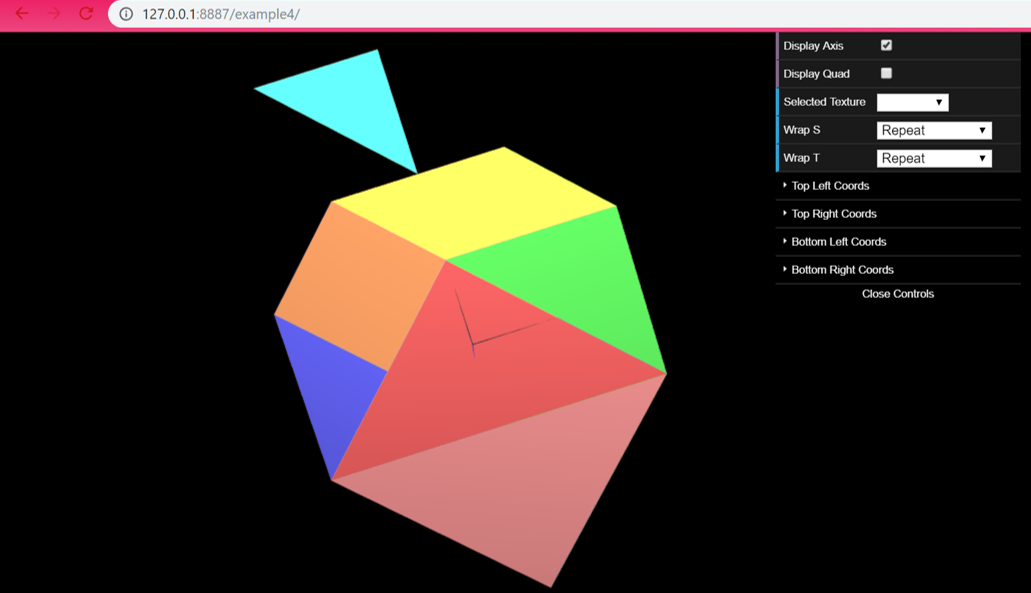 127.0.0.1:8887/example4/
Display Axis
Display Quad
Selected Texture
Wrap S Repeat
Wrap T Repeat
Top Left Coords
Top Right Coords
Bottom Left Coords
Bottom Right Coords
Close Controls